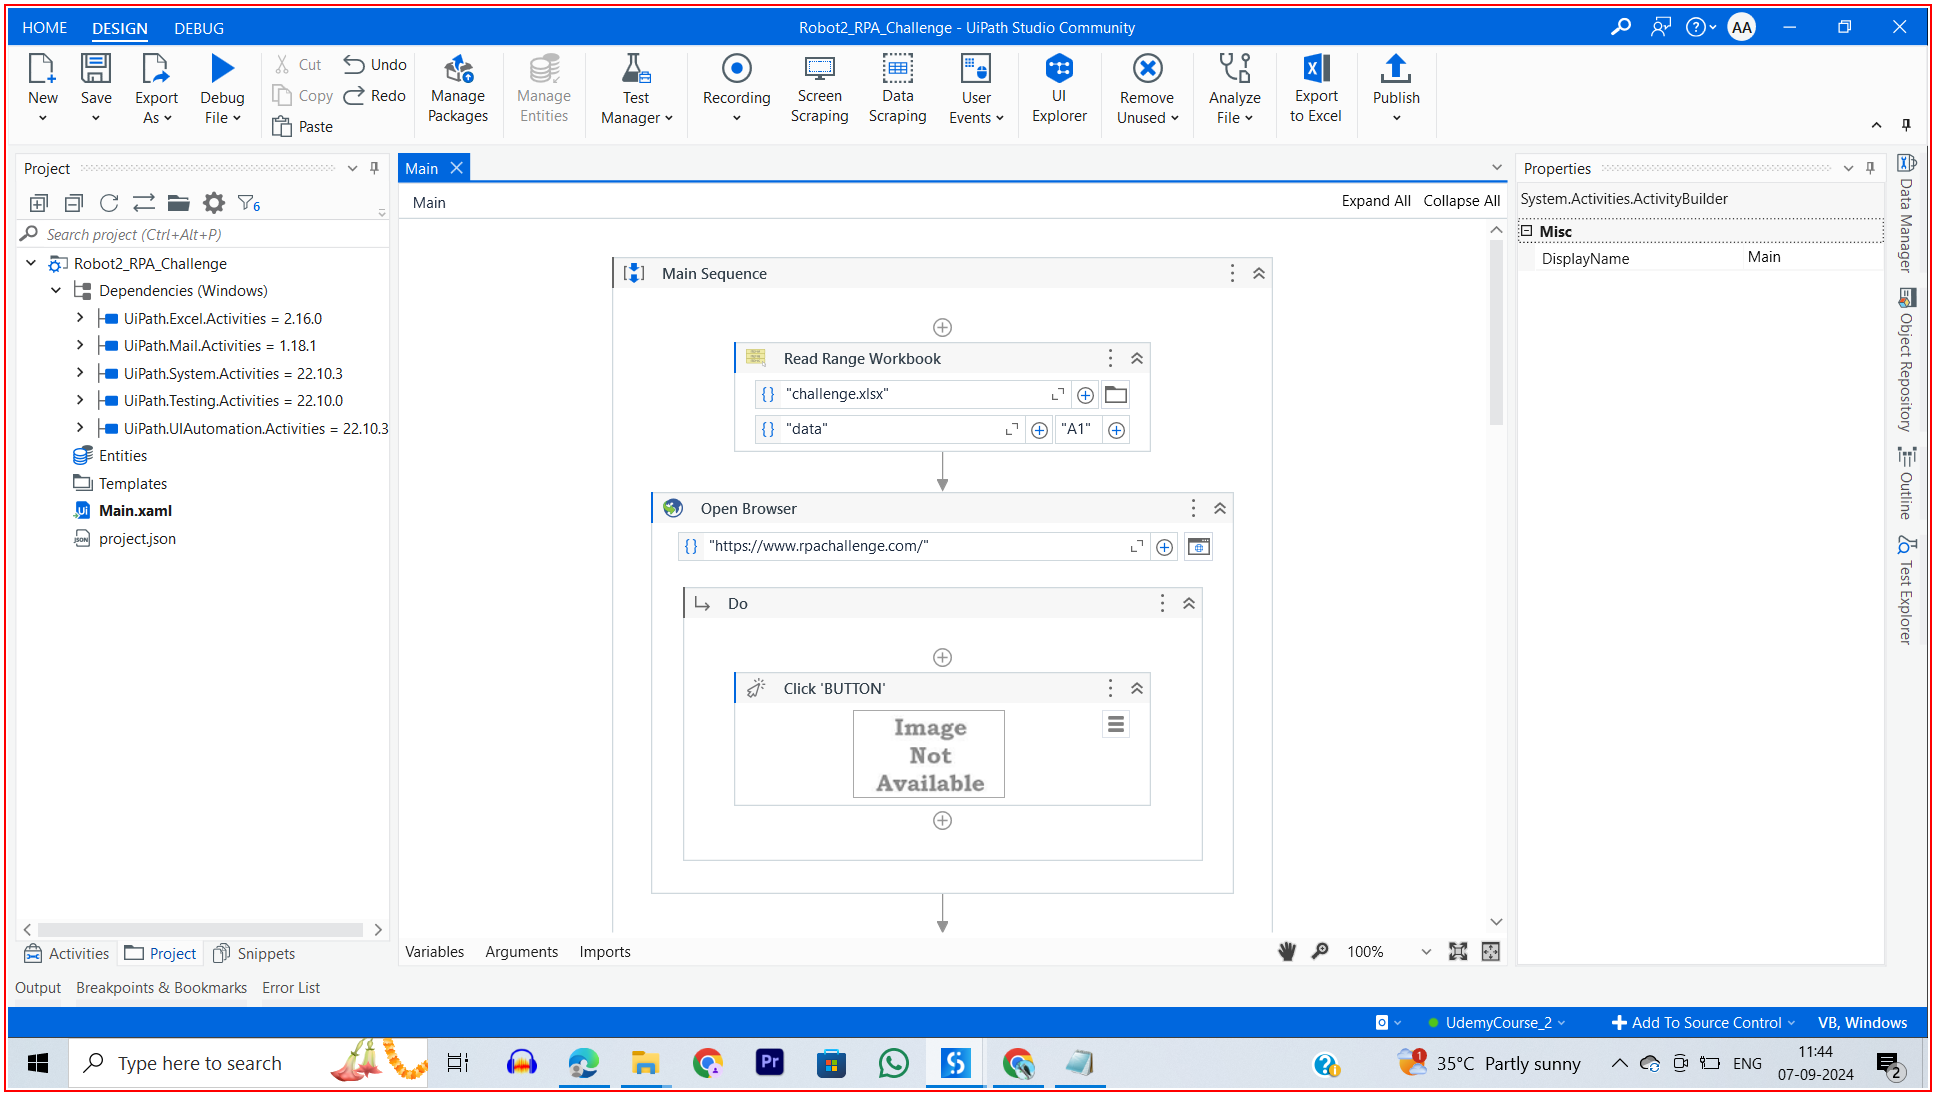 HOME DESIGN DEBUG
Robot2_RPA_Challenge - UiPath Studio Community
AA
New
Save
Export As
Debug File
Cut
Copy
Paste
Undo
Redo
Manage Packages
Manage Entities
Test Manager
Recording
Screen Scraping
Data Scraping
User Events
UI Explorer
Remove Unused
Analyze File
Export to Excel
Publish
Project
6
Search project (Ctrl+Alt+P)
Robot2_RPA_Challenge
Dependencies (Windows)
UiPath.Excel.Activities = 2.16.0
UiPath.Mail.Activities = 1.18.1
UiPath.System.Activities = 22.10.3
UiPath.Testing.Activities = 22.10.0
UiPath.UIAutomation.Activities = 22.10.3
Entities
Templates
Main.xaml
project.json
Activities Project Snippets
Main
Main
Expand All Collapse All
Main Sequence
Read Range Workbook
"challenge.xlsx"
"data" "A1"
Open Browser
"https://www.rpachallenge.com/"
Do
Click 'BUTTON'
Image
Not
Available
Variables Arguments Imports
100%
Properties
System.Activities.ActivityBuilder
Misc
DisplayName Main
Data Manager
Object Repository
Outline
Test Explorer
Output Breakpoints & Bookmarks Error List
UdemyCourse_2
Add To Source Control
VB, Windows
Type here to search
Pr
1
35°C Partly sunny
ENG
11:44
07-09-2024
2